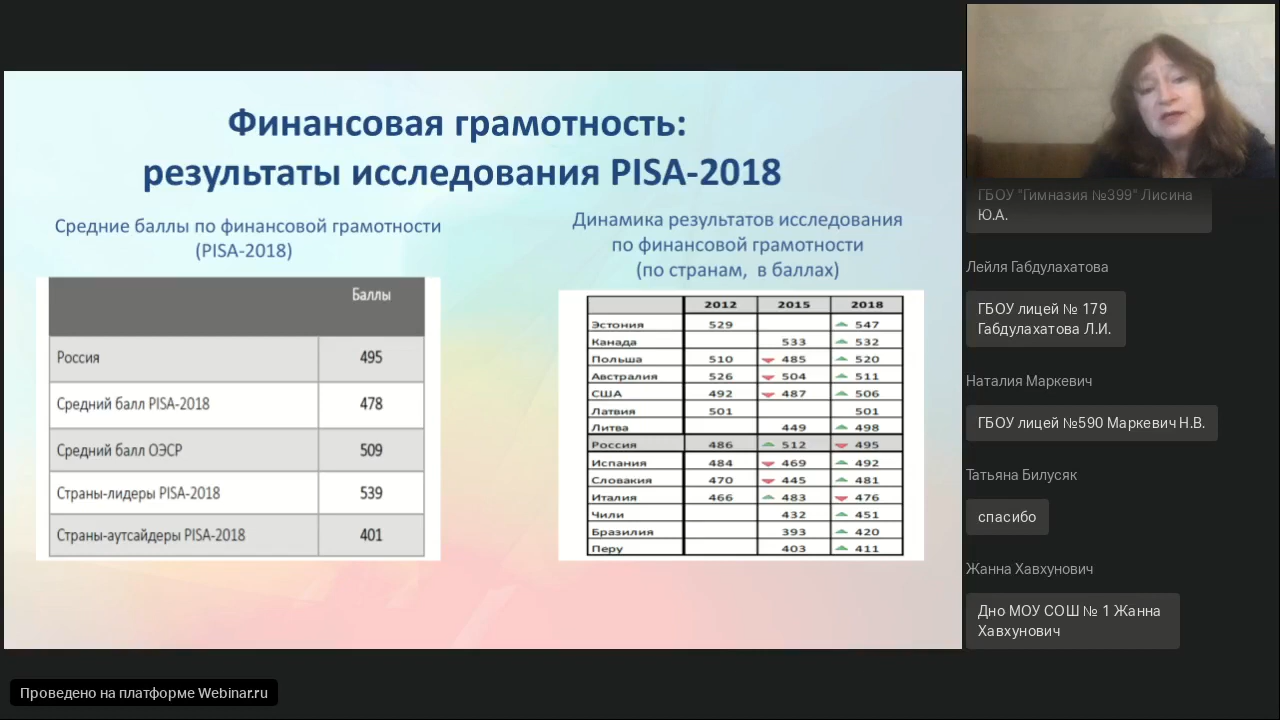 Финансовая грамотность:
результаты исследования PISA-2018
Средние баллы по финансовой грамотности
(PISA-2018)
Баллы
Россия 495
Средний балл PISA-2018 478
Средний балл ОЭСР 509
Страны-лидеры PISA-2018 539
Страны-аутсайдеры PISA-2018 401
Динамика результатов исследования
по финансовой грамотности
(по странам, в баллах)
2012 2015 2018
Эстония 529 547
Канада 533 532
Польша 510 485 520
Австралия 526 504 511
США 492 487 506
Латвия 501 501
Литва 449 498
Россия 486 512 495
Испания 484 469 492
Словакия 470 445 481
Италия 466 483 476
Чили 432 451
Бразилия 393 420
Перу 403 411
ГБОУ "Гимназия №399" Лисина
Ю.А.
Лейля Габдулахатова
ГБОУ лицей № 179
Габдулахатова Л.И.
Наталия Маркевич
ГБОУ лицей №590 Маркевич Н.В.
Татьяна Билусяк
спасибо
Жанна Хавхунович
Дно МОУ СОШ № 1 Жанна
Хавхунович
Проведено на платформе Webinar.ru